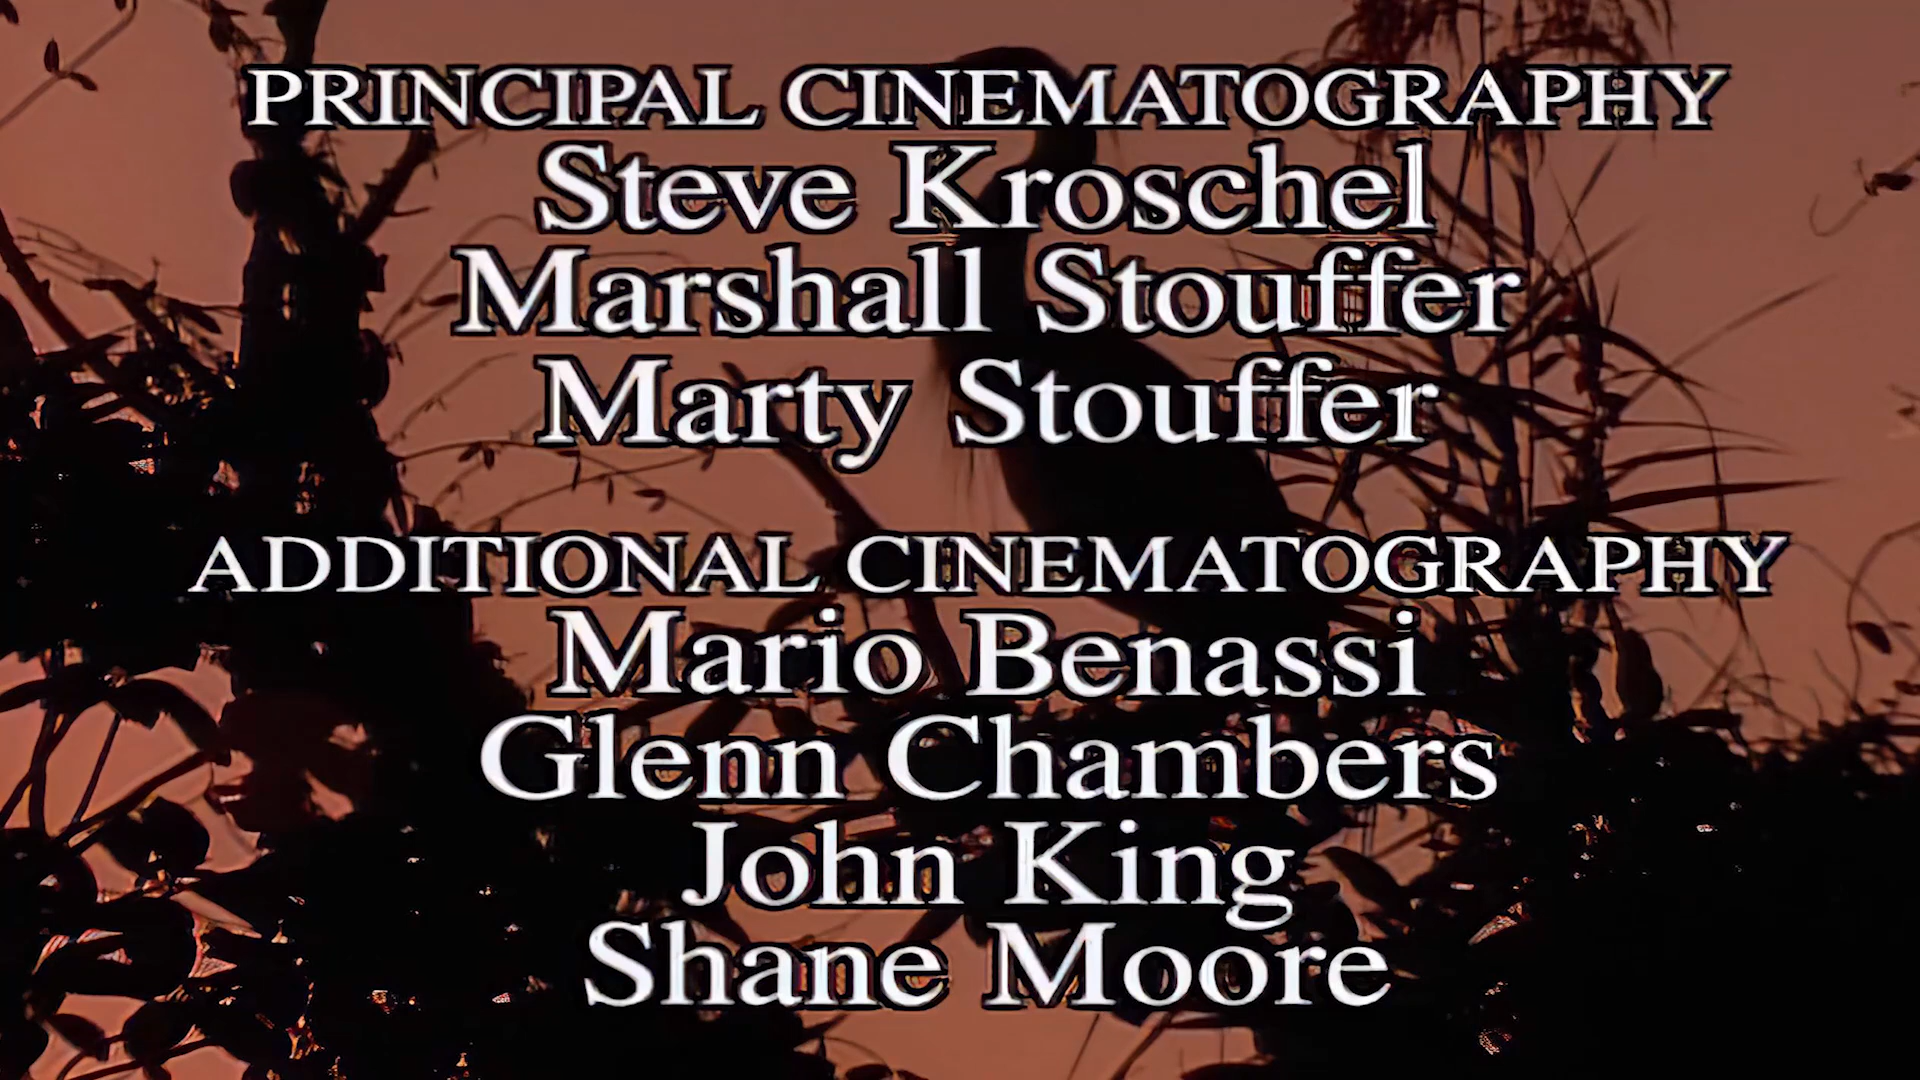 PRINCIPAL CINEMATOGRAPHY
Steve Kroschel
Marshall Stouffer
Marty Stouffer
ADDITIONAL CINEMATOGRAPHY
Mario Benassi
Glenn Chambers
John King
Shane Moore